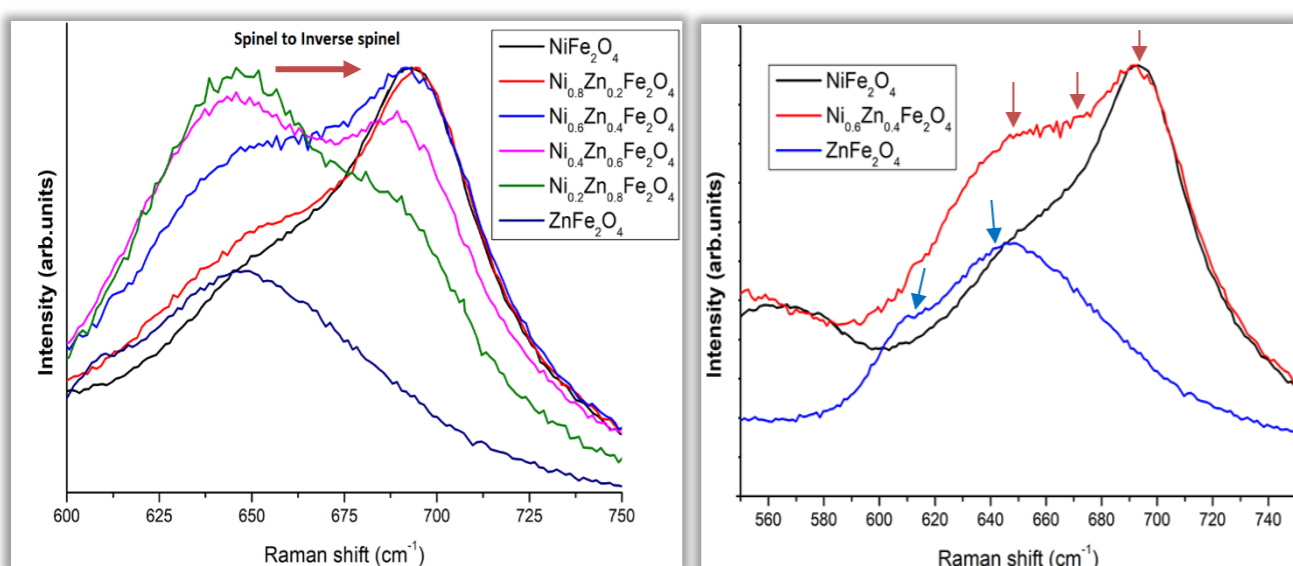 Spinel to Inverse spinel
NiFe₂O₄
Ni₀.₈Zn₀.₂Fe₂O₄
Ni₀.₆Zn₀.₄Fe₂O₄
Ni₀.₄Zn₀.₆Fe₂O₄
Ni₀.₂Zn₀.₈Fe₂O₄
ZnFe₂O₄
Intensity (arb.units)
600 625 650 675 700 725 750
Raman shift (cm⁻¹)
NiFe₂O₄
Ni₀.₆Zn₀.₄Fe₂O₄
ZnFe₂O₄
Intensity (arb.units)
560 580 600 620 640 660 680 700 720 740
Raman shift (cm⁻¹)